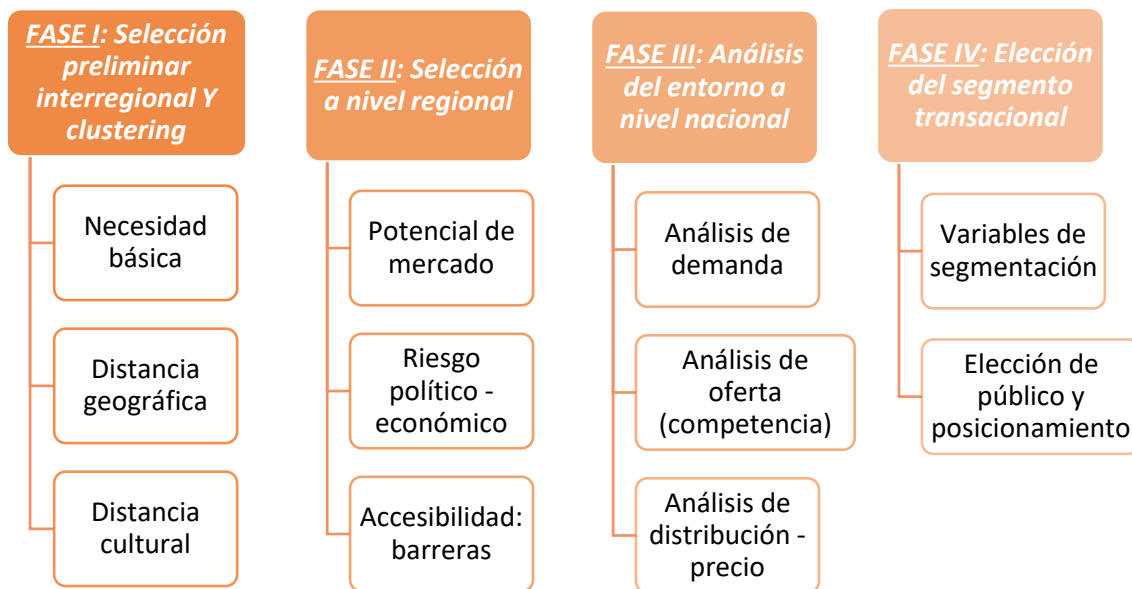 FASE I: Selección
preliminar
interregional Y
clustering
Necesidad
básica
Distancia
geográfica
Distancia
cultural
FASE II: Selección
a nivel regional
Potencial de
mercado
Riesgo
político -
económico
Accesibilidad:
barreras
FASE III: Análisis
del entorno a
nivel nacional
Análisis de
demanda
Análisis de
oferta
(competencia)
Análisis de
distribución -
precio
FASE IV: Elección
del segmento
transacional
Variables de
segmentación
Elección de
público y
posicionamiento